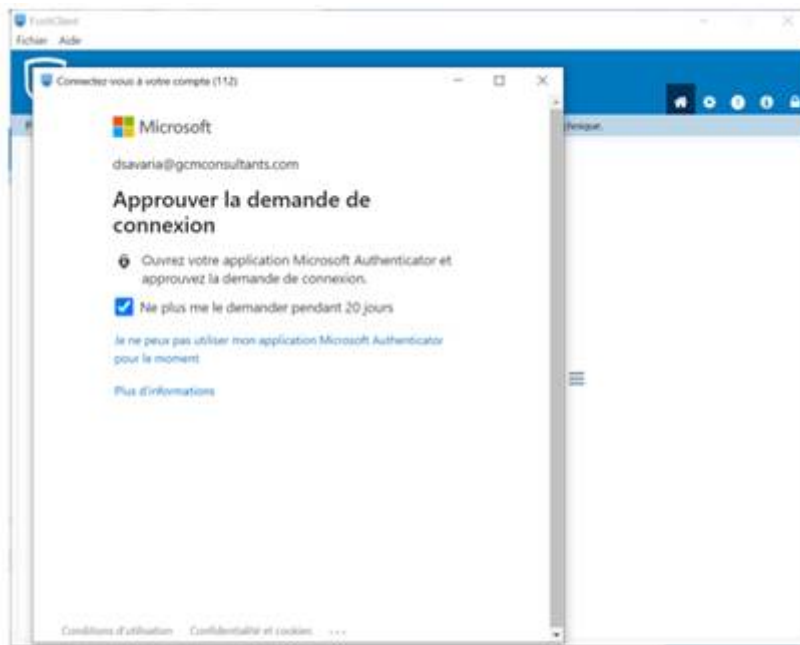 FortiClient
Fichier Aide
Connectez-vous à votre compte (112)
Microsoft
chnique.
dsavaria@gcmconsultants.com
Approuver la demande de
connexion
Ouvrez votre application Microsoft Authenticator et
approuvez la demande de connexion.
Ne plus me le demander pendant 20 jours
Je ne peux pas utiliser mon application Microsoft Authenticator
pour le moment
Plus d'informations
Conditions d'utilisation Confidentialité et cookies ...